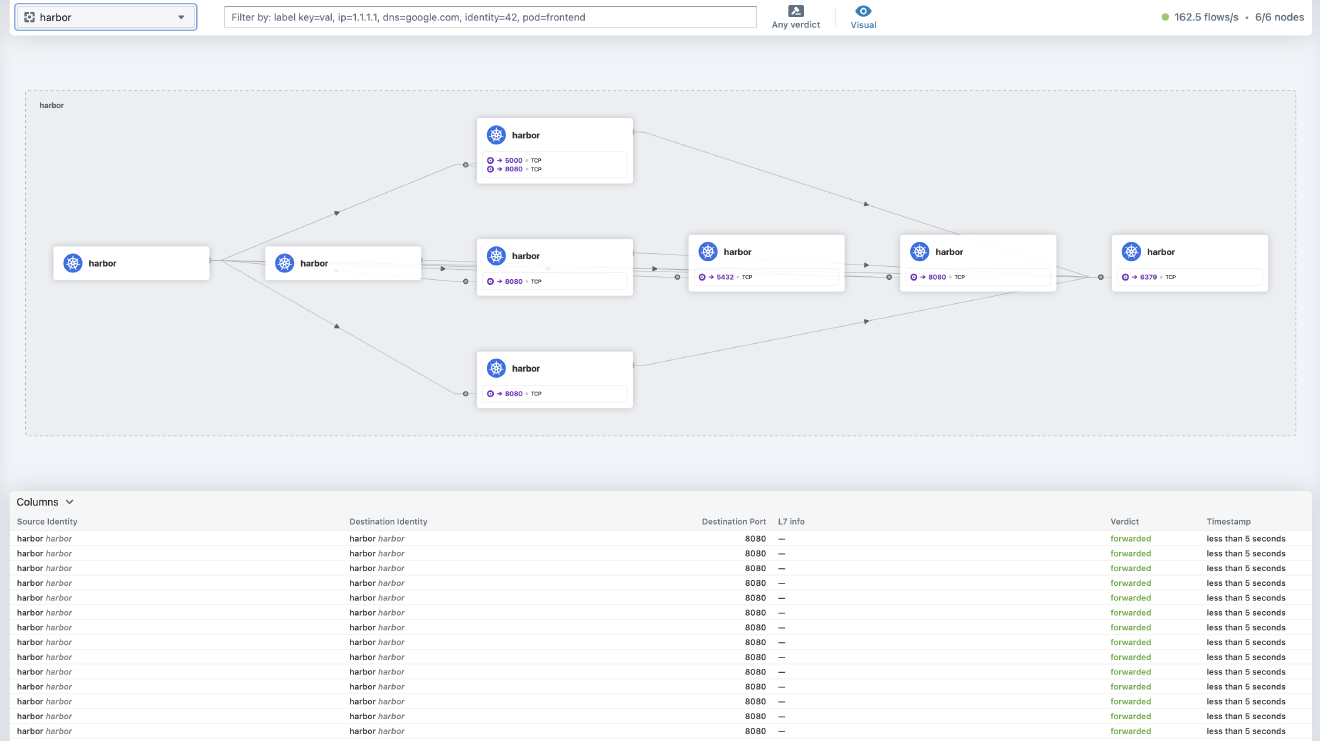 harbor
Filter by: label key=val, ip=1.1.1.1, dns=google.com, identity=42, pod=frontend
Any verdict
Visual
162.5 flows/s • 6/6 nodes
harbor
harbor
→ 5000 • TCP
→ 8080 • TCP
harbor
harbor
harbor
→ 8080 • TCP
harbor
→ 5432 • TCP
harbor
→ 8080 • TCP
harbor
→ 6379 • TCP
harbor
→ 8080 • TCP
Columns
Source Identity Destination Identity Destination Port L7 info Verdict Timestamp
harbor harbor harbor harbor 8080 — forwarded less than 5 seconds
harbor harbor harbor harbor 8080 — forwarded less than 5 seconds
harbor harbor harbor harbor 8080 — forwarded less than 5 seconds
harbor harbor harbor harbor 8080 — forwarded less than 5 seconds
harbor harbor harbor harbor 8080 — forwarded less than 5 seconds
harbor harbor harbor harbor 8080 — forwarded less than 5 seconds
harbor harbor harbor harbor 8080 — forwarded less than 5 seconds
harbor harbor harbor harbor 8080 — forwarded less than 5 seconds
harbor harbor harbor harbor 8080 — forwarded less than 5 seconds
harbor harbor harbor harbor 8080 — forwarded less than 5 seconds
harbor harbor harbor harbor 8080 — forwarded less than 5 seconds
harbor harbor harbor harbor 8080 — forwarded less than 5 seconds
harbor harbor harbor harbor 8080 — forwarded less than 5 seconds
harbor harbor harbor harbor 8080 — forwarded less than 5 seconds